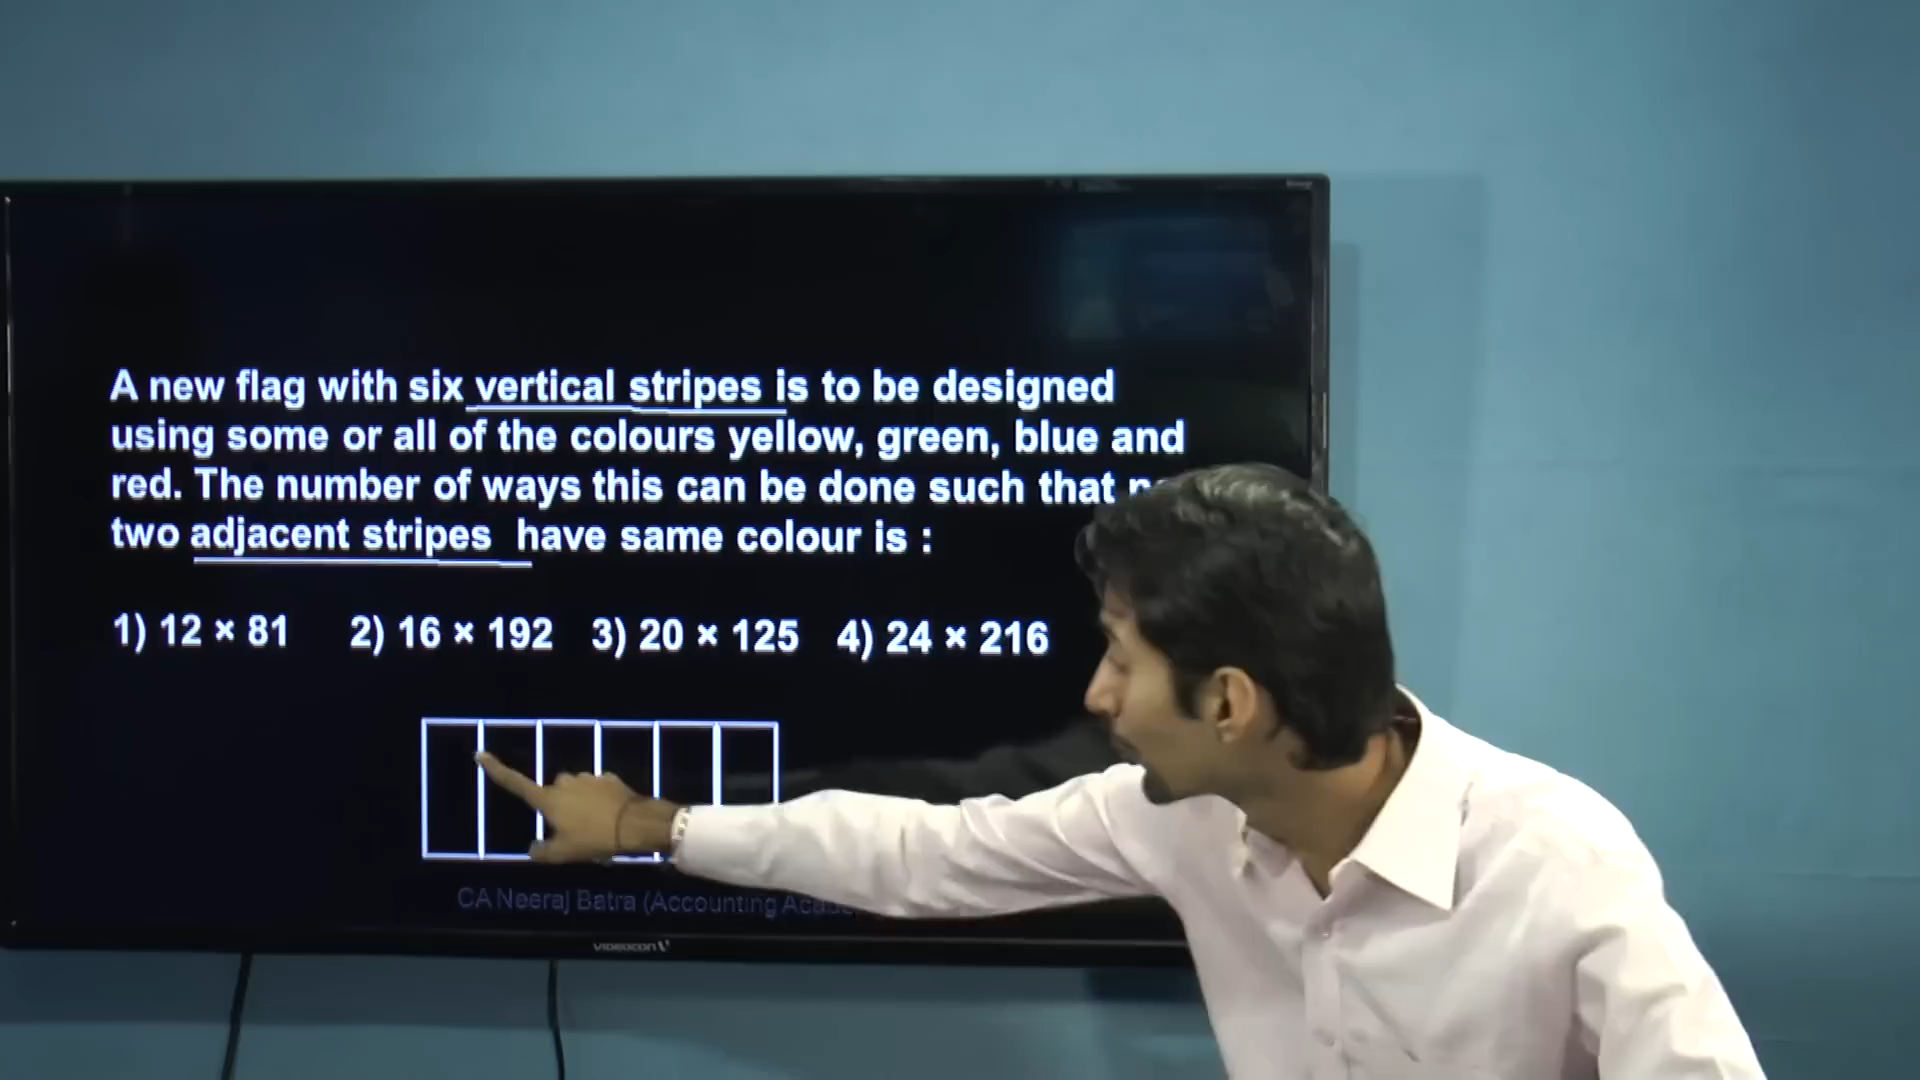 A new flag with six vertical stripes is to be designed
using some or all of the colours yellow, green, blue and
red. The number of ways this can be done such that
two adjacent stripes have same colour is :
1) 12 × 81 2) 16 × 192 3) 20 × 125 4) 24 × 216
CA Neeraj Batra (Accounting
VIDEOCON